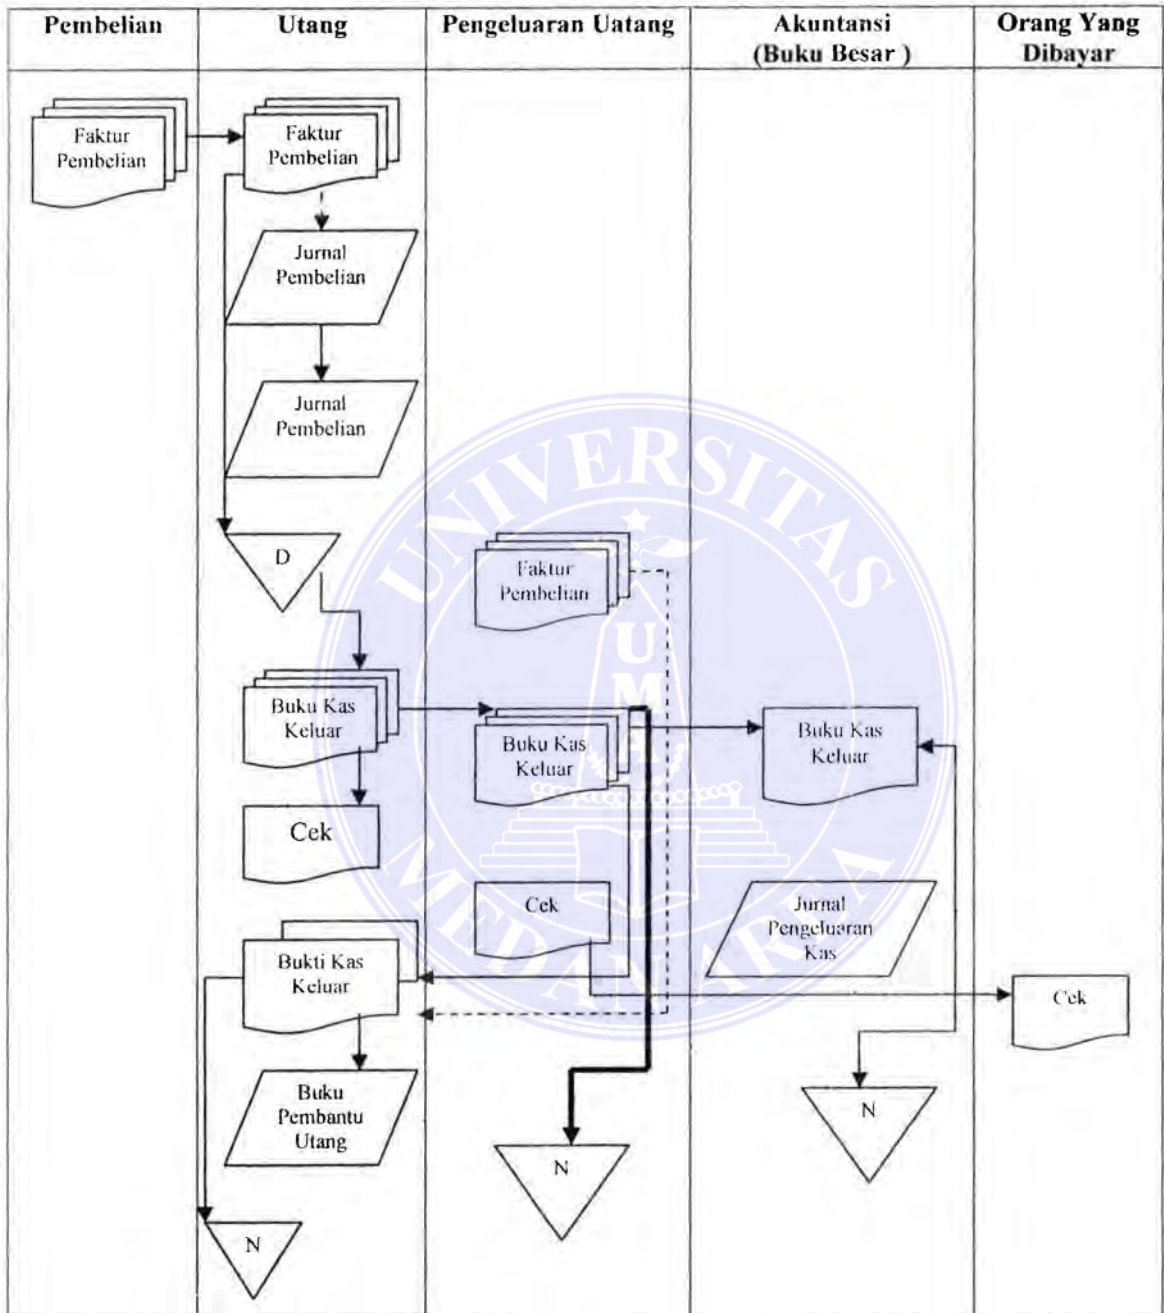 Pembelian
Utang
Pengeluaran Uatang
Akuntansi
(Buku Besar )
Orang Yang
Dibayar
Faktur
Pembelian
Faktur
Pembelian
Jurnal
Pembelian
Jurnal
Pembelian
D
Faktur
Pembelian
Buku Kas
Keluar
Buku Kas
Keluar
Buku Kas
Keluar
Cek
Cek
Jurnal
Pengeluaran
Kas
Bukti Kas
Keluar
Cek
Buku
Pembantu
Utang
N
N
N
UNIVERSITAS
UMA
MEDAN AREA